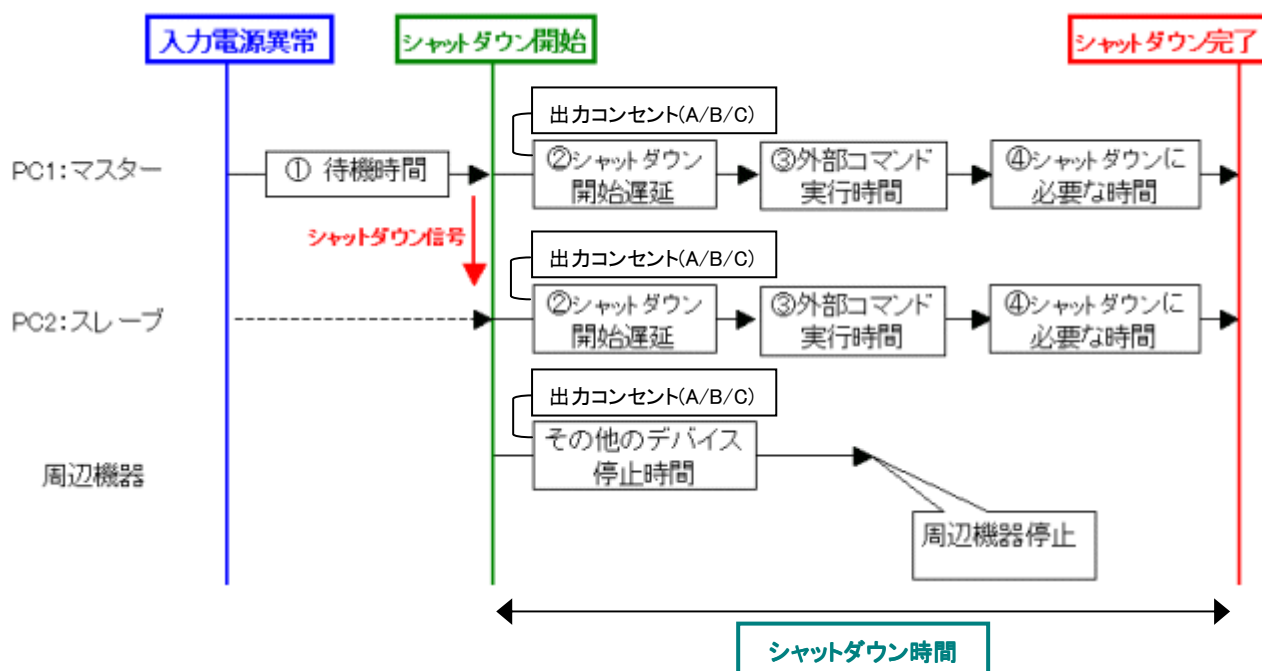 入力電源異常
シャットダウン開始
シャットダウン完了
出力コンセント(A/B/C)
PC1:マスター
① 待機時間
②シャットダウン
開始遅延
③外部コマンド
実行時間
④シャットダウンに
必要な時間
シャットダウン信号
出力コンセント(A/B/C)
PC2:スレーブ
②シャットダウン
開始遅延
③外部コマンド
実行時間
④シャットダウンに
必要な時間
出力コンセント(A/B/C)
周辺機器
その他のデバイス
停止時間
周辺機器停止
シャットダウン時間